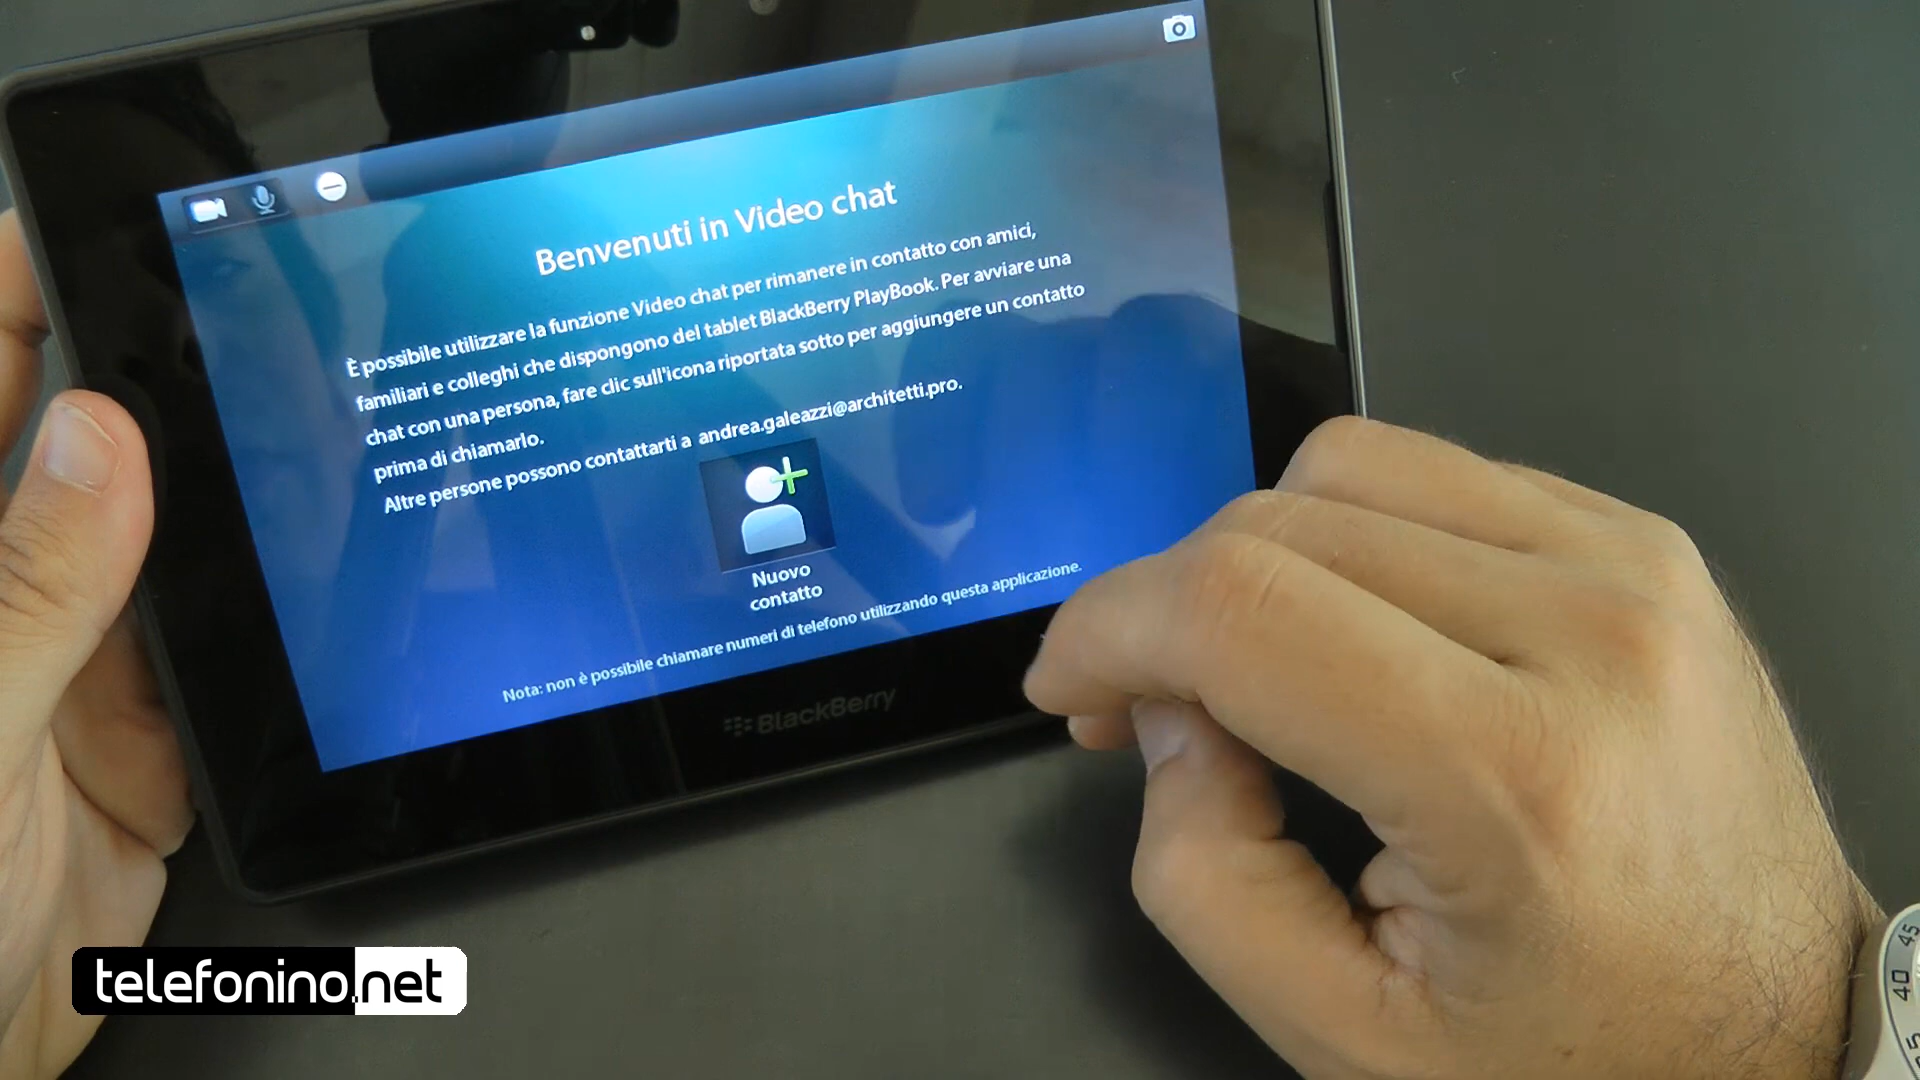 Benvenuti in Video chat
È possibile utilizzare la funzione Video chat per rimanere in contatto con amici,
familiari e colleghi che dispongono del tablet BlackBerry PlayBook. Per avviare una
chat con una persona, fare clic sull'icona riportata sotto per aggiungere un contatto
prima di chiamarlo.
Altre persone possono contattarti a andrea.galeazzi@architetti.pro.
Nuovo
contatto
Nota: non è possibile chiamare numeri di telefono utilizzando questa applicazione.
BlackBerry
telefonino.net
45
40